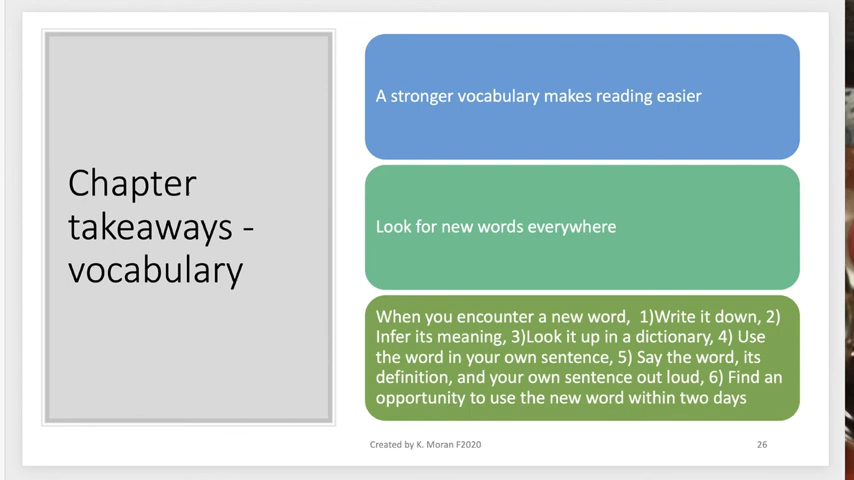 Chapter
takeaways -
vocabulary
A stronger vocabulary makes reading easier
Look for new words everywhere
When you encounter a new word,  1)Write it down, 2)
Infer its meaning, 3)Look it up in a dictionary, 4) Use
the word in your own sentence, 5) Say the word, its
definition, and your own sentence out loud, 6) Find an
opportunity to use the new word within two days
Created by K. Moran F2020
26